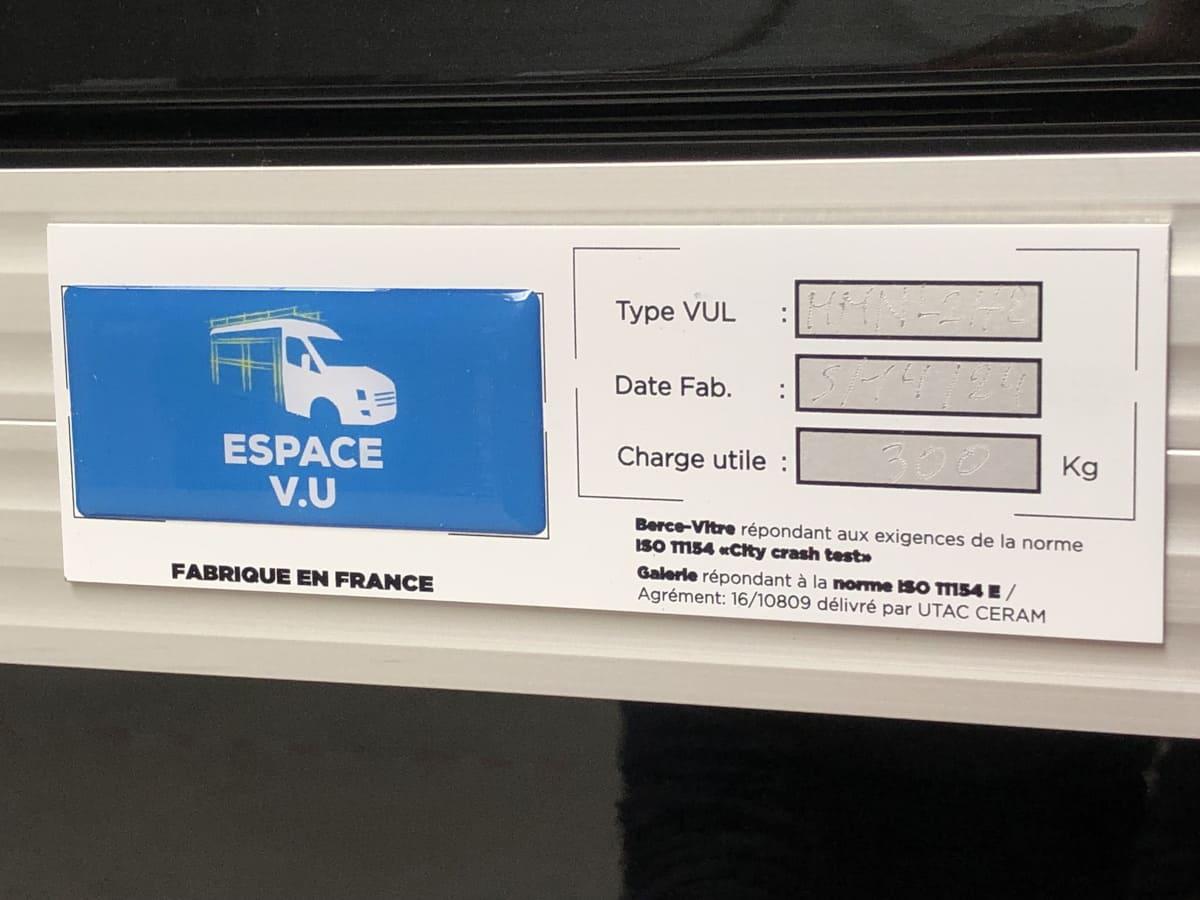 ESPACE
V.U
FABRIQUE EN FRANCE
Type VUL :
Date Fab. :
Charge utile : 300 Kg
Berce-Vitre répondant aux exigences de la norme
ISO 11154 «City crash test»
Galerie répondant à la norme ISO 11154 E /
Agrément: 16/10809 délivré par UTAC CERAM